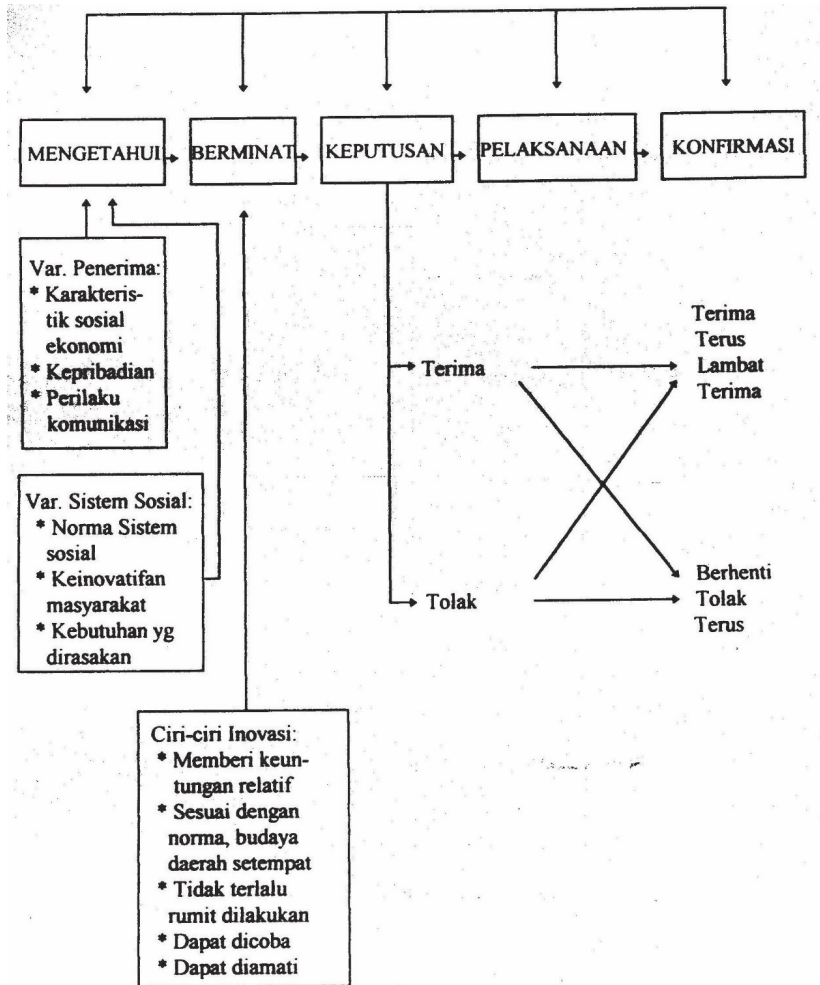 MENGETAHUI
BERMINAT
KEPUTUSAN
PELAKSANAAN
KONFIRMASI
Var. Penerima:
* Karakteris-
tik sosial
ekonomi
* Kepribadian
* Perilaku
komunikasi
Var. Sistem Sosial:
* Norma Sistem
sosial
* Keinovatifan
masyarakat
* Kebutuhan yg
dirasakan
Ciri-ciri Inovasi:
* Memberi keun-
tungan relatif
* Sesuai dengan
norma, budaya
daerah setempat
* Tidak terlalu
rumit dilakukan
* Dapat dicoba
* Dapat diamati
Terima
Tolak
Terima
Terus
Lambat
Terima
Berhenti
Tolak
Terus